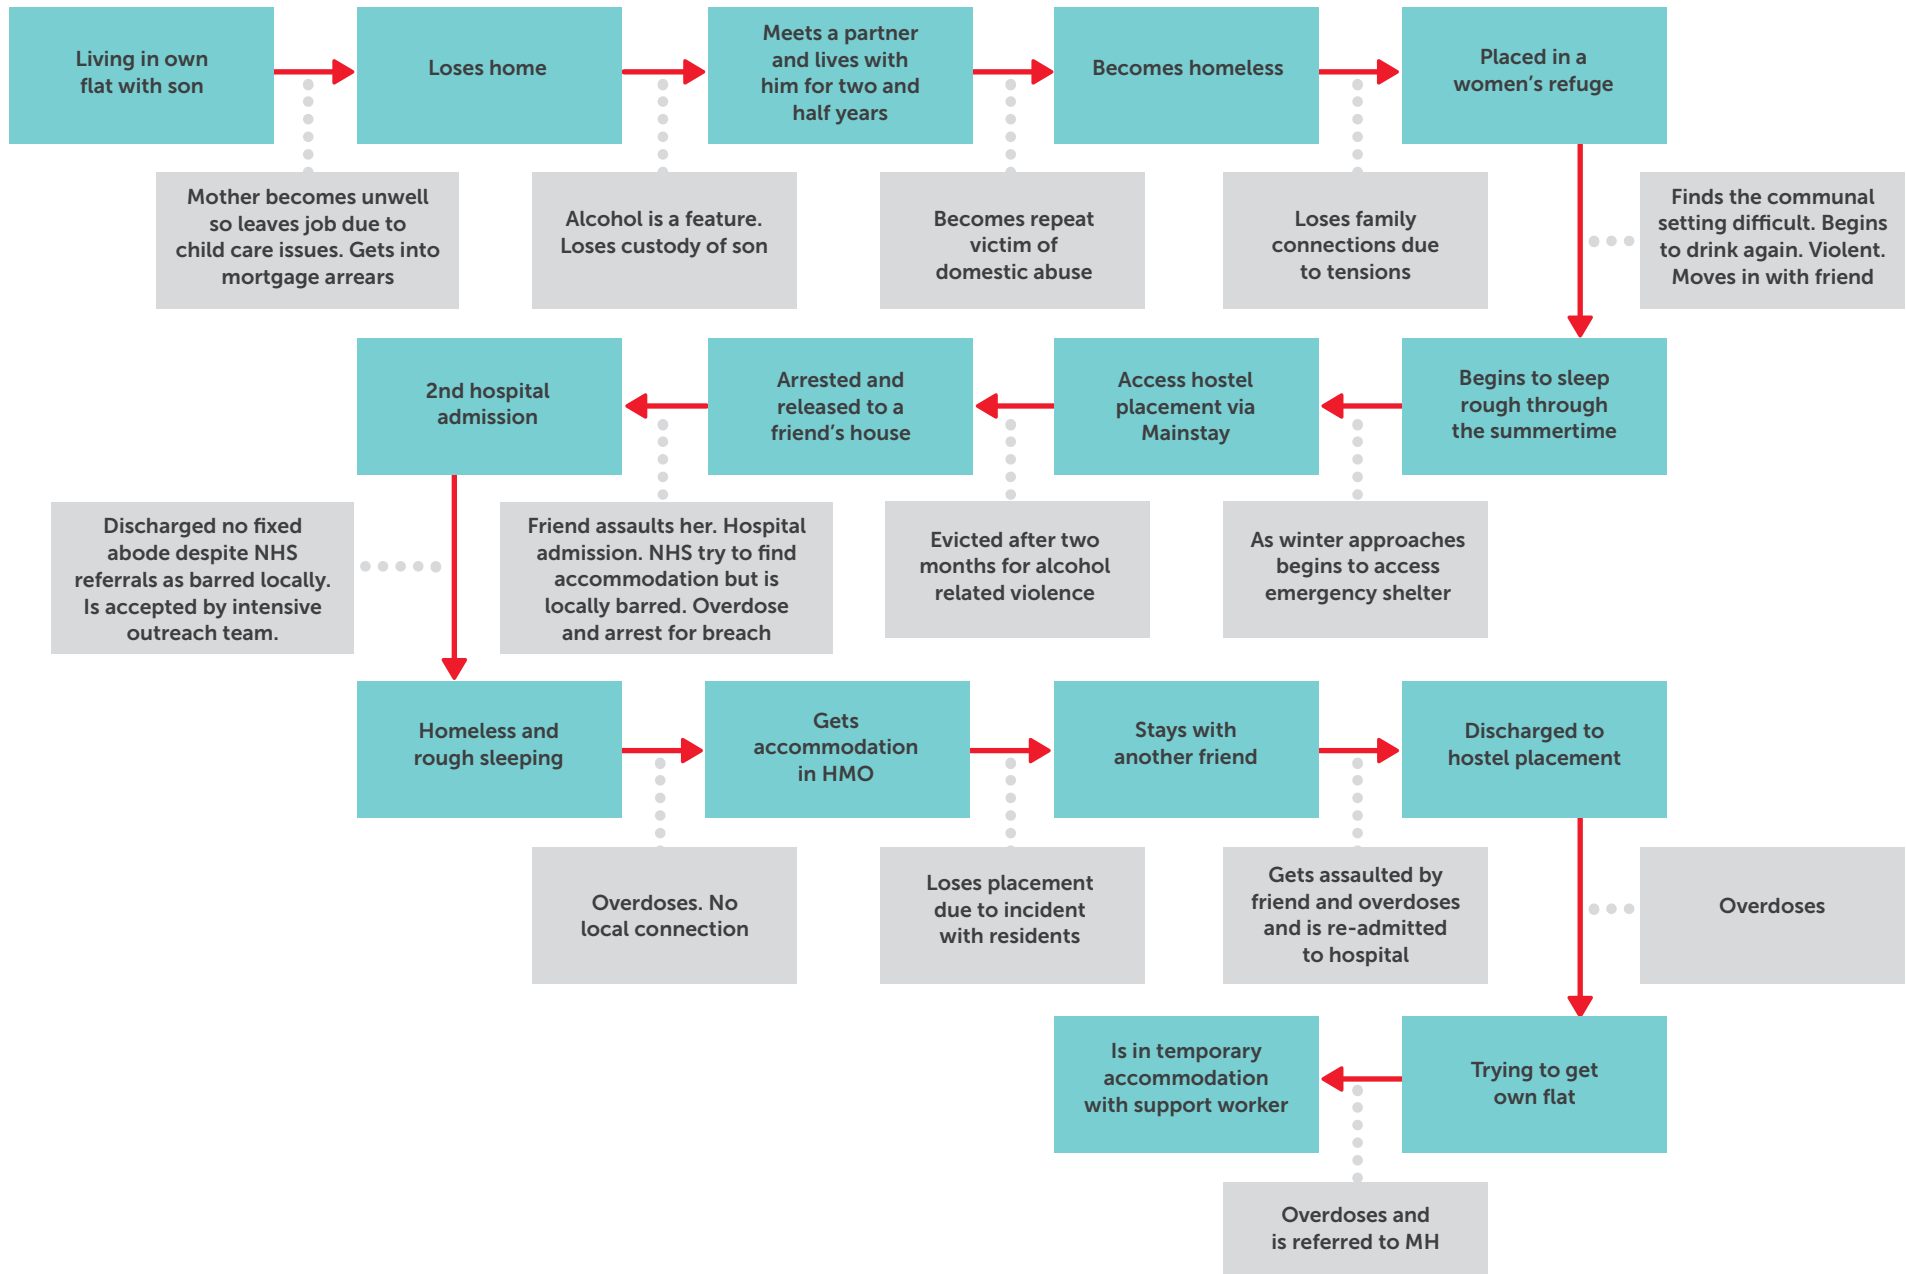 Living in own
flat with son
Loses home
Meets a partner
and lives with
him for two and
half years
Becomes homeless
Placed in a
women's refuge
Mother becomes unwell
so leaves job due to
child care issues. Gets into
mortgage arrears
Alcohol is a feature.
Loses custody of son
Becomes repeat
victim of
domestic abuse
Loses family
connections due
to tensions
Finds the communal
setting difficult. Begins
to drink again. Violent.
Moves in with friend
Begins to sleep
rough through
the summertime
Access hostel
placement via
Mainstay
Arrested and
released to a
friend's house
2nd hospital
admission
As winter approaches
begins to access
emergency shelter
Evicted after two
months for alcohol
related violence
Friend assaults her. Hospital
admission. NHS try to find
accommodation but is
locally barred. Overdose
and arrest for breach
Discharged no fixed
abode despite NHS
referrals as barred locally.
Is accepted by intensive
outreach team.
Homeless and
rough sleeping
Gets
accommodation
in HMO
Stays with
another friend
Discharged to
hostel placement
Overdoses. No
local connection
Loses placement
due to incident
with residents
Gets assaulted by
friend and overdoses
and is re-admitted
to hospital
Overdoses
Trying to get
own flat
Is in temporary
accommodation
with support worker
Overdoses and
is referred to MH